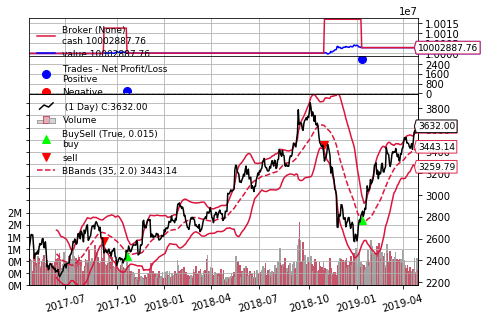 1e7
Broker (None)
cash 10002887.76
value 10002887.76
1.0015
1.0010
1.0000
10002887.76
Trades - Net Profit/Loss
Positive
Negative
2400
1600
800
0
(1 Day) C:3632.00
Volume
BuySell (True, 0.015)
buy
sell
BBands (35, 2.0) 3443.14
3800
3632.00
3443.14
3259.79
3200
3000
2800
2600
2400
2200
2M
2M
1M
1M
0M
0M
2017-07
2017-10
2018-01
2018-04
2018-07
2018-10
2019-01
2019-04